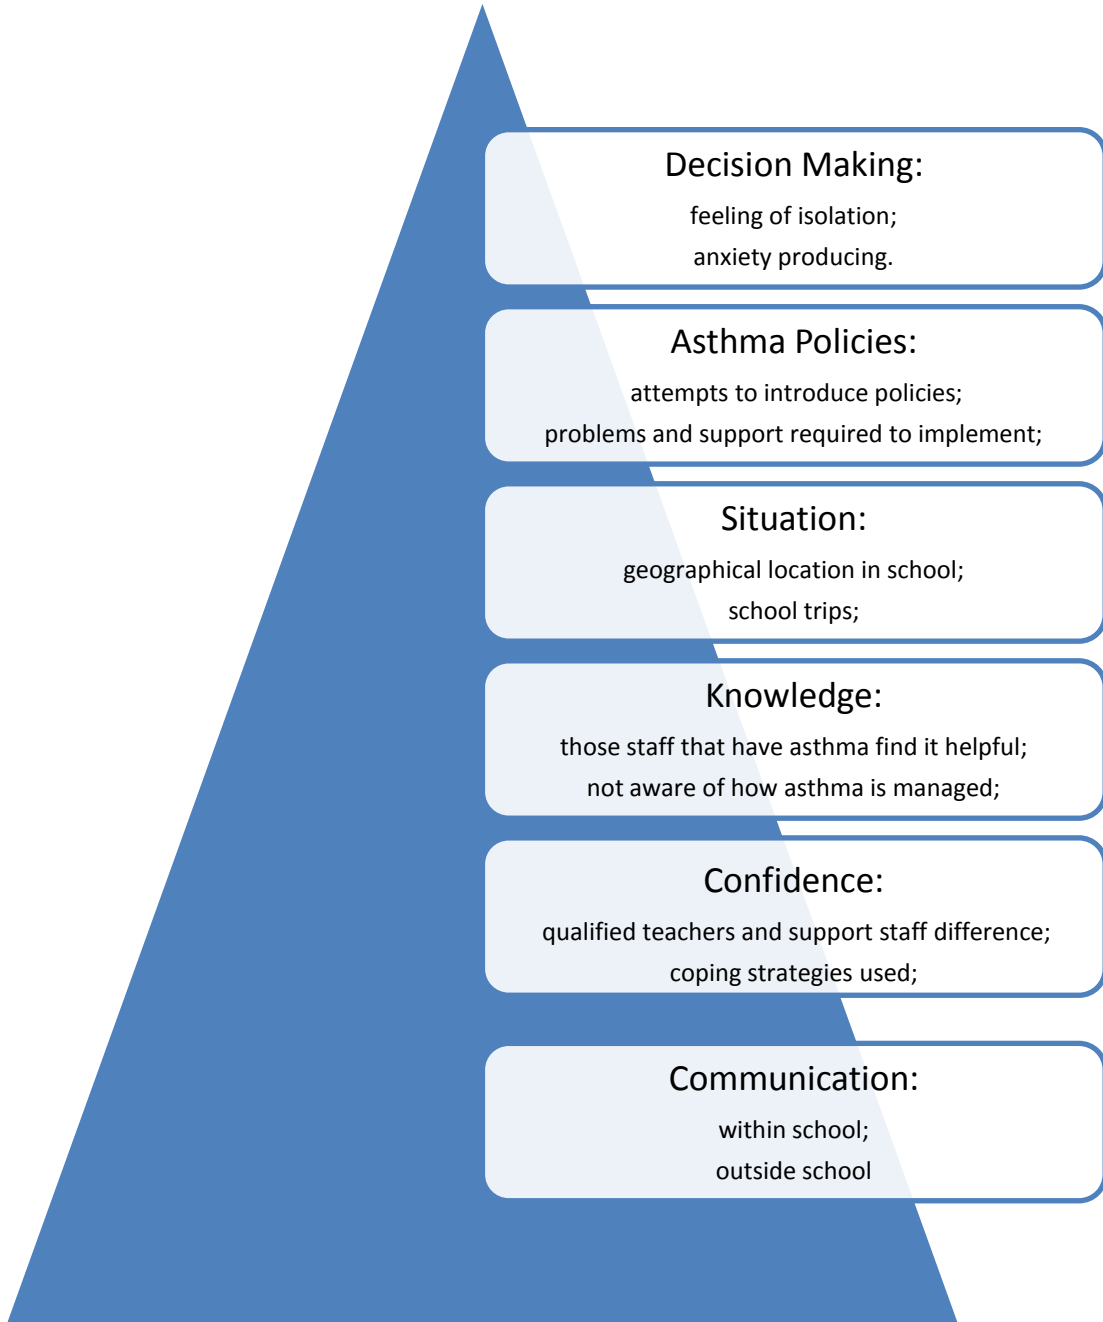 Decision Making:
feeling of isolation;
anxiety producing.
Asthma Policies:
attempts to introduce policies;
problems and support required to implement;
Situation:
geographical location in school;
school trips;
Knowledge:
those staff that have asthma find it helpful;
not aware of how asthma is managed;
Confidence:
qualified teachers and support staff difference;
coping strategies used;
Communication:
within school;
outside school